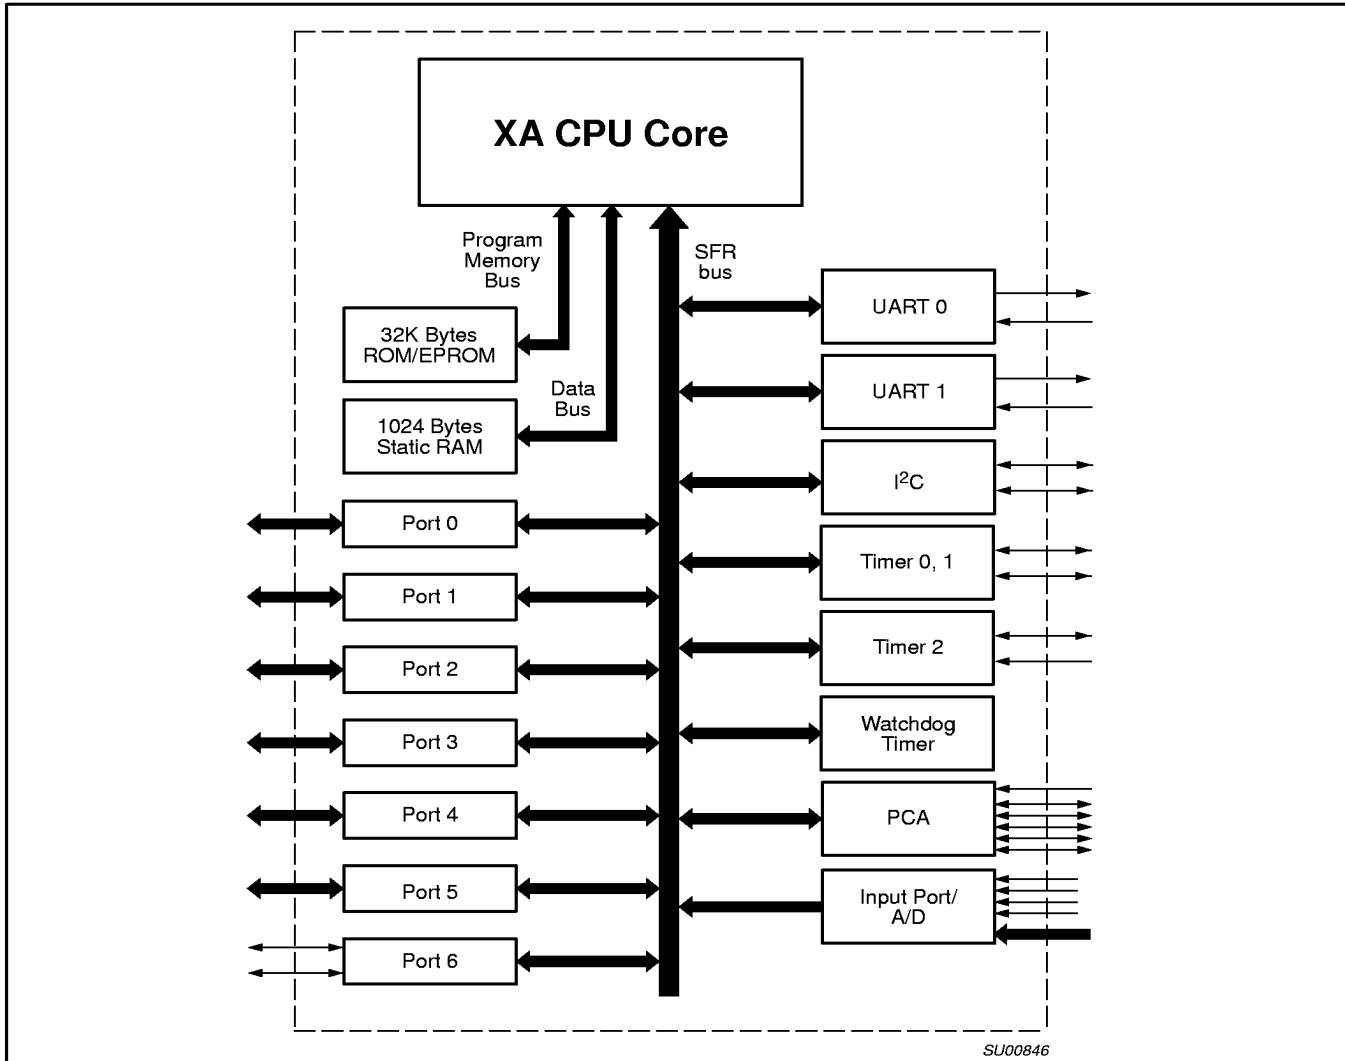 XA CPU Core
Program
Memory
Bus
SFR
bus
32K Bytes
ROM/EPROM
Data
Bus
1024 Bytes
Static RAM
Port 0
Port 1
Port 2
Port 3
Port 4
Port 5
Port 6
UART 0
UART 1
I²C
Timer 0, 1
Timer 2
Watchdog
Timer
PCA
Input Port/
A/D
SU00846